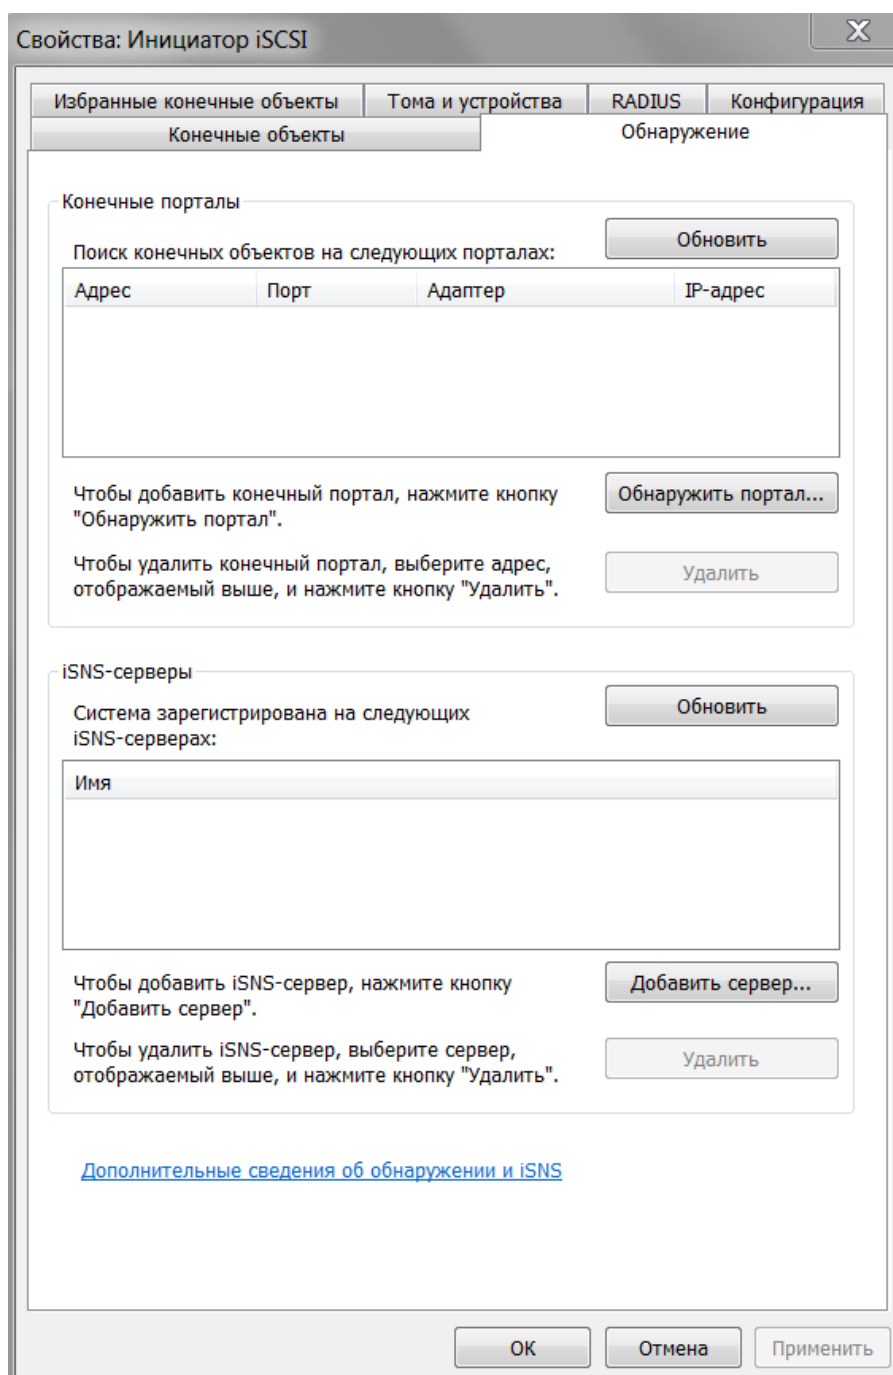 Свойства: Инициатор iSCSI
Избранные конечные объекты Тома и устройства RADIUS Конфигурация
Конечные объекты Обнаружение
Конечные порталы
Поиск конечных объектов на следующих порталах:
Обновить
Адрес Порт Адаптер IP-адрес
Чтобы добавить конечный портал, нажмите кнопку
"Обнаружить портал".
Обнаружить портал...
Чтобы удалить конечный портал, выберите адрес,
отображаемый выше, и нажмите кнопку "Удалить".
Удалить
iSNS-серверы
Система зарегистрирована на следующих
iSNS-серверах:
Обновить
Имя
Чтобы добавить iSNS-сервер, нажмите кнопку
"Добавить сервер".
Добавить сервер...
Чтобы удалить iSNS-сервер, выберите сервер,
отображаемый выше, и нажмите кнопку "Удалить".
Удалить
Дополнительные сведения об обнаружении и iSNS
ОК Отмена Применить